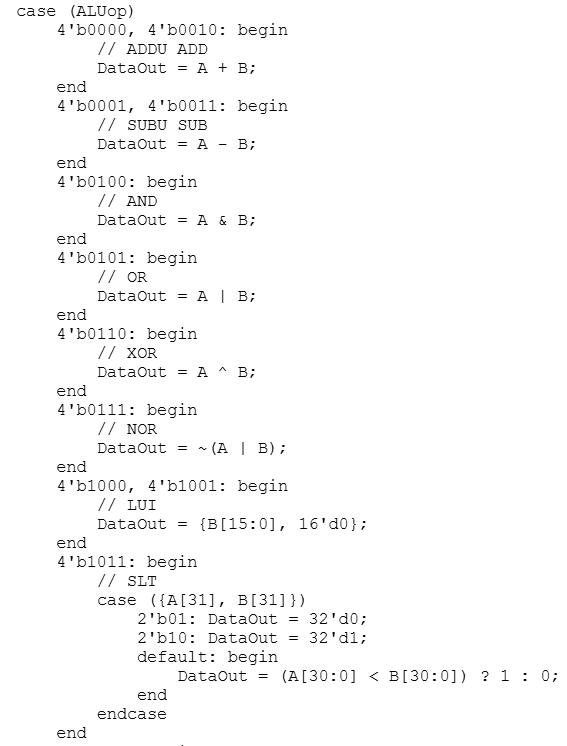 case (ALUop)
    4'b0000, 4'b0010: begin
        // ADDU ADD
        DataOut = A + B;
    end
    4'b0001, 4'b0011: begin
        // SUBU SUB
        DataOut = A - B;
    end
    4'b0100: begin
        // AND
        DataOut = A & B;
    end
    4'b0101: begin
        // OR
        DataOut = A | B;
    end
    4'b0110: begin
        // XOR
        DataOut = A ^ B;
    end
    4'b0111: begin
        // NOR
        DataOut = ~(A | B);
    end
    4'b1000, 4'b1001: begin
        // LUI
        DataOut = {B[15:0], 16'd0};
    end
    4'b1011: begin
        // SLT
        case ({A[31], B[31]})
            2'b01: DataOut = 32'd0;
            2'b10: DataOut = 32'd1;
            default: begin
                DataOut = (A[30:0] < B[30:0]) ? 1 : 0;
            end
        endcase
    end